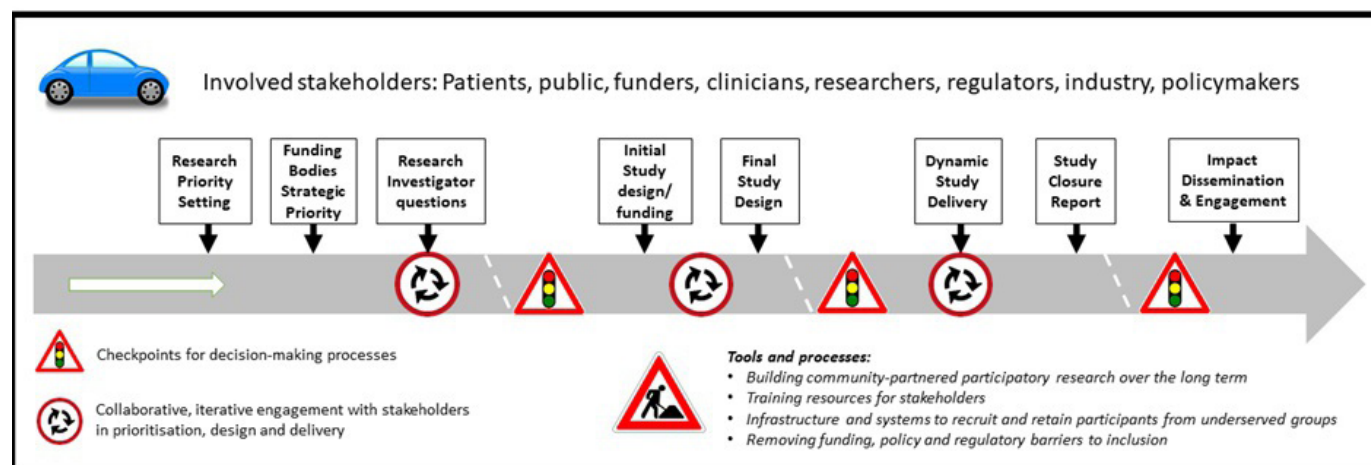 Involved stakeholders: Patients, public, funders, clinicians, researchers, regulators, industry, policymakers
Research
Priority
Setting
Funding
Bodies
Strategic
Priority
Research
Investigator
questions
Initial
Study
design/
funding
Final
Study
Design
Dynamic
Study
Delivery
Study
Closure
Report
Impact
Dissemination
& Engagement
Checkpoints for decision-making processes
Collaborative, iterative engagement with stakeholders
in prioritisation, design and delivery
Tools and processes:
• Building community-partnered participatory research over the long term
• Training resources for stakeholders
• Infrastructure and systems to recruit and retain participants from underserved groups
• Removing funding, policy and regulatory barriers to inclusion